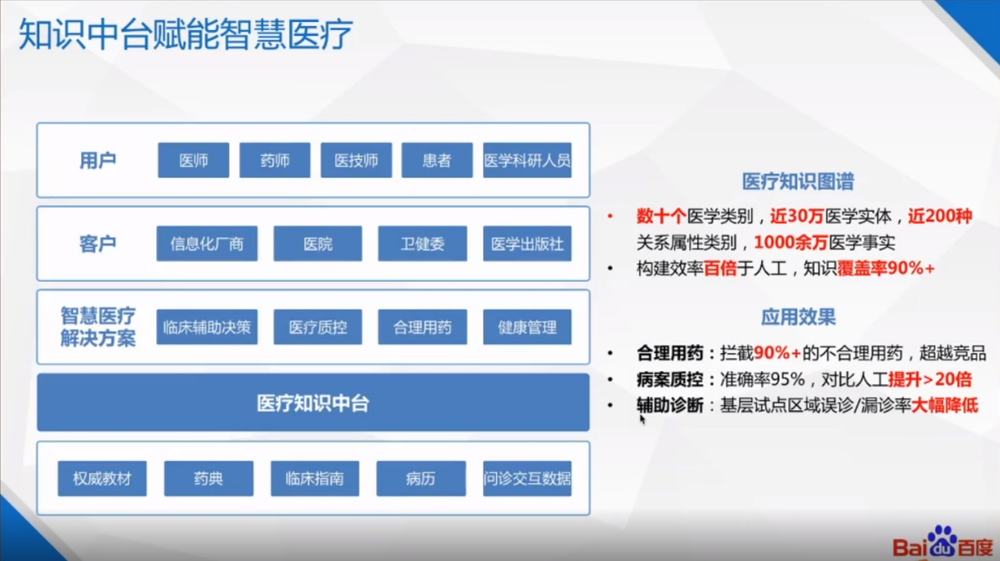 知识中台赋能智慧医疗
用户
医师
药师
医技师
患者
医学科研人员
客户
信息化厂商
医院
卫健委
医学出版社
智慧医疗
解决方案
临床辅助决策
医疗质控
合理用药
健康管理
医疗知识中台
权威教材
药典
临床指南
病历
问诊交互数据
医疗知识图谱
• 数十个医学类别，近30万医学实体，近200种
关系属性类别，1000余万医学事实
• 构建效率百倍于人工，知识覆盖率90%+
应用效果
• 合理用药：拦截90%+的不合理用药，超越竞品
• 病案质控：准确率95%，对比人工提升>20倍
• 辅助诊断：基层试点区域误诊/漏诊率大幅降低
Bai du 百度